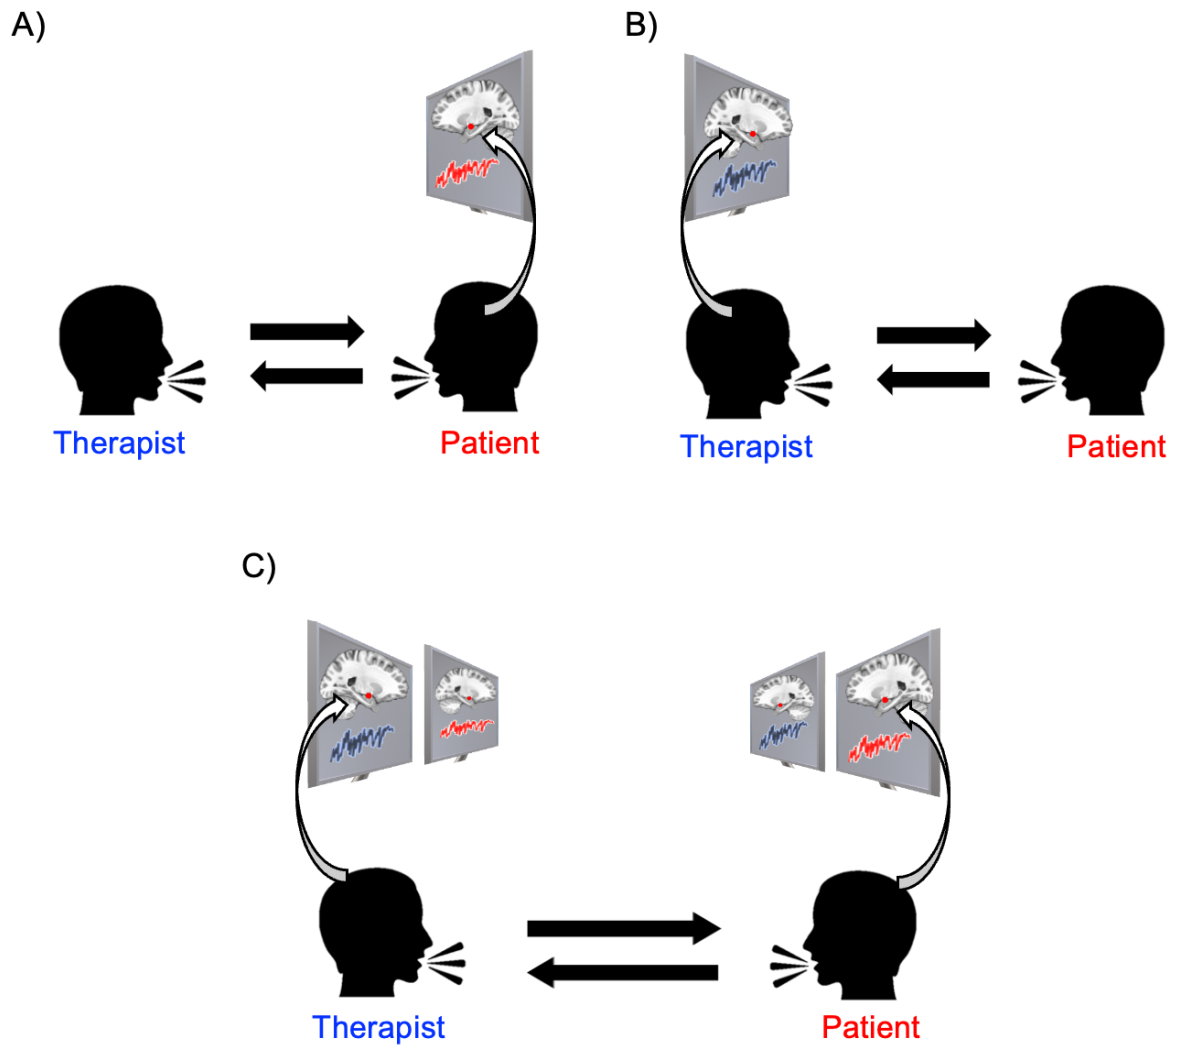 A)
B)
Therapist
Patient
Therapist
Patient
C)
Therapist
Patient